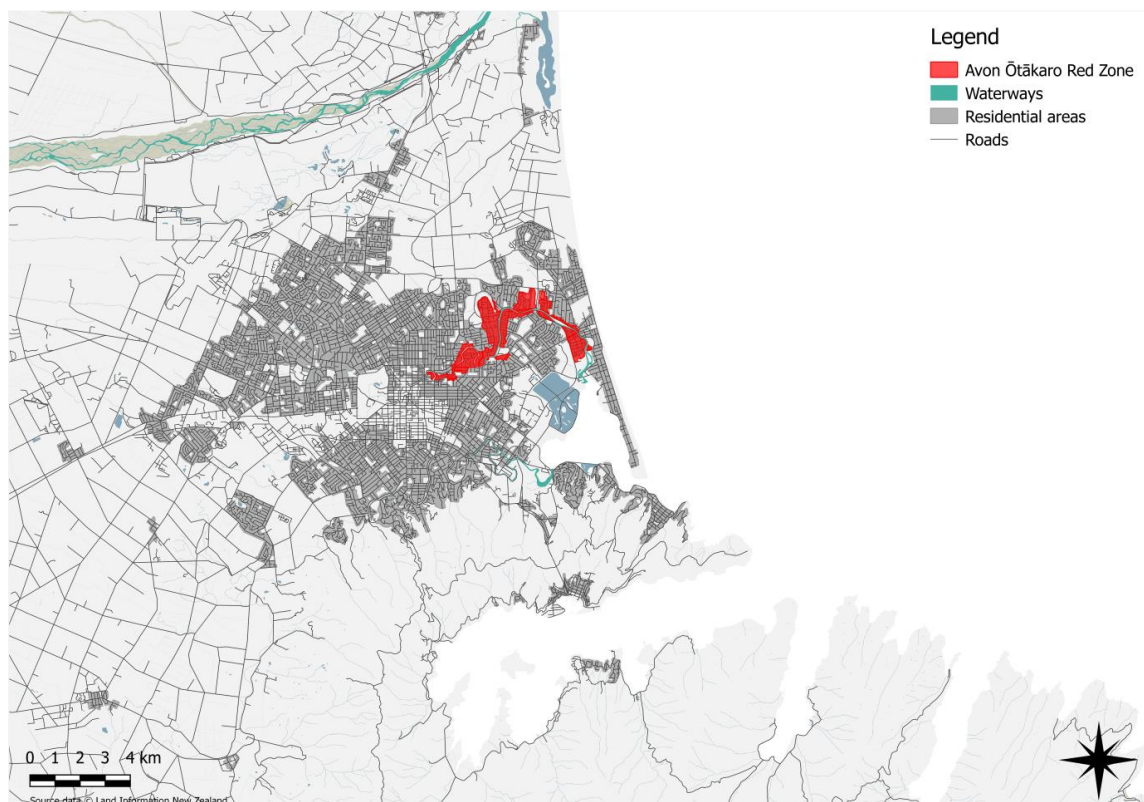 Legend
Avon Ōtākaro Red Zone
Waterways
Residential areas
Roads
0 1 2 3 4 km
Source data © Land Information New Zealand